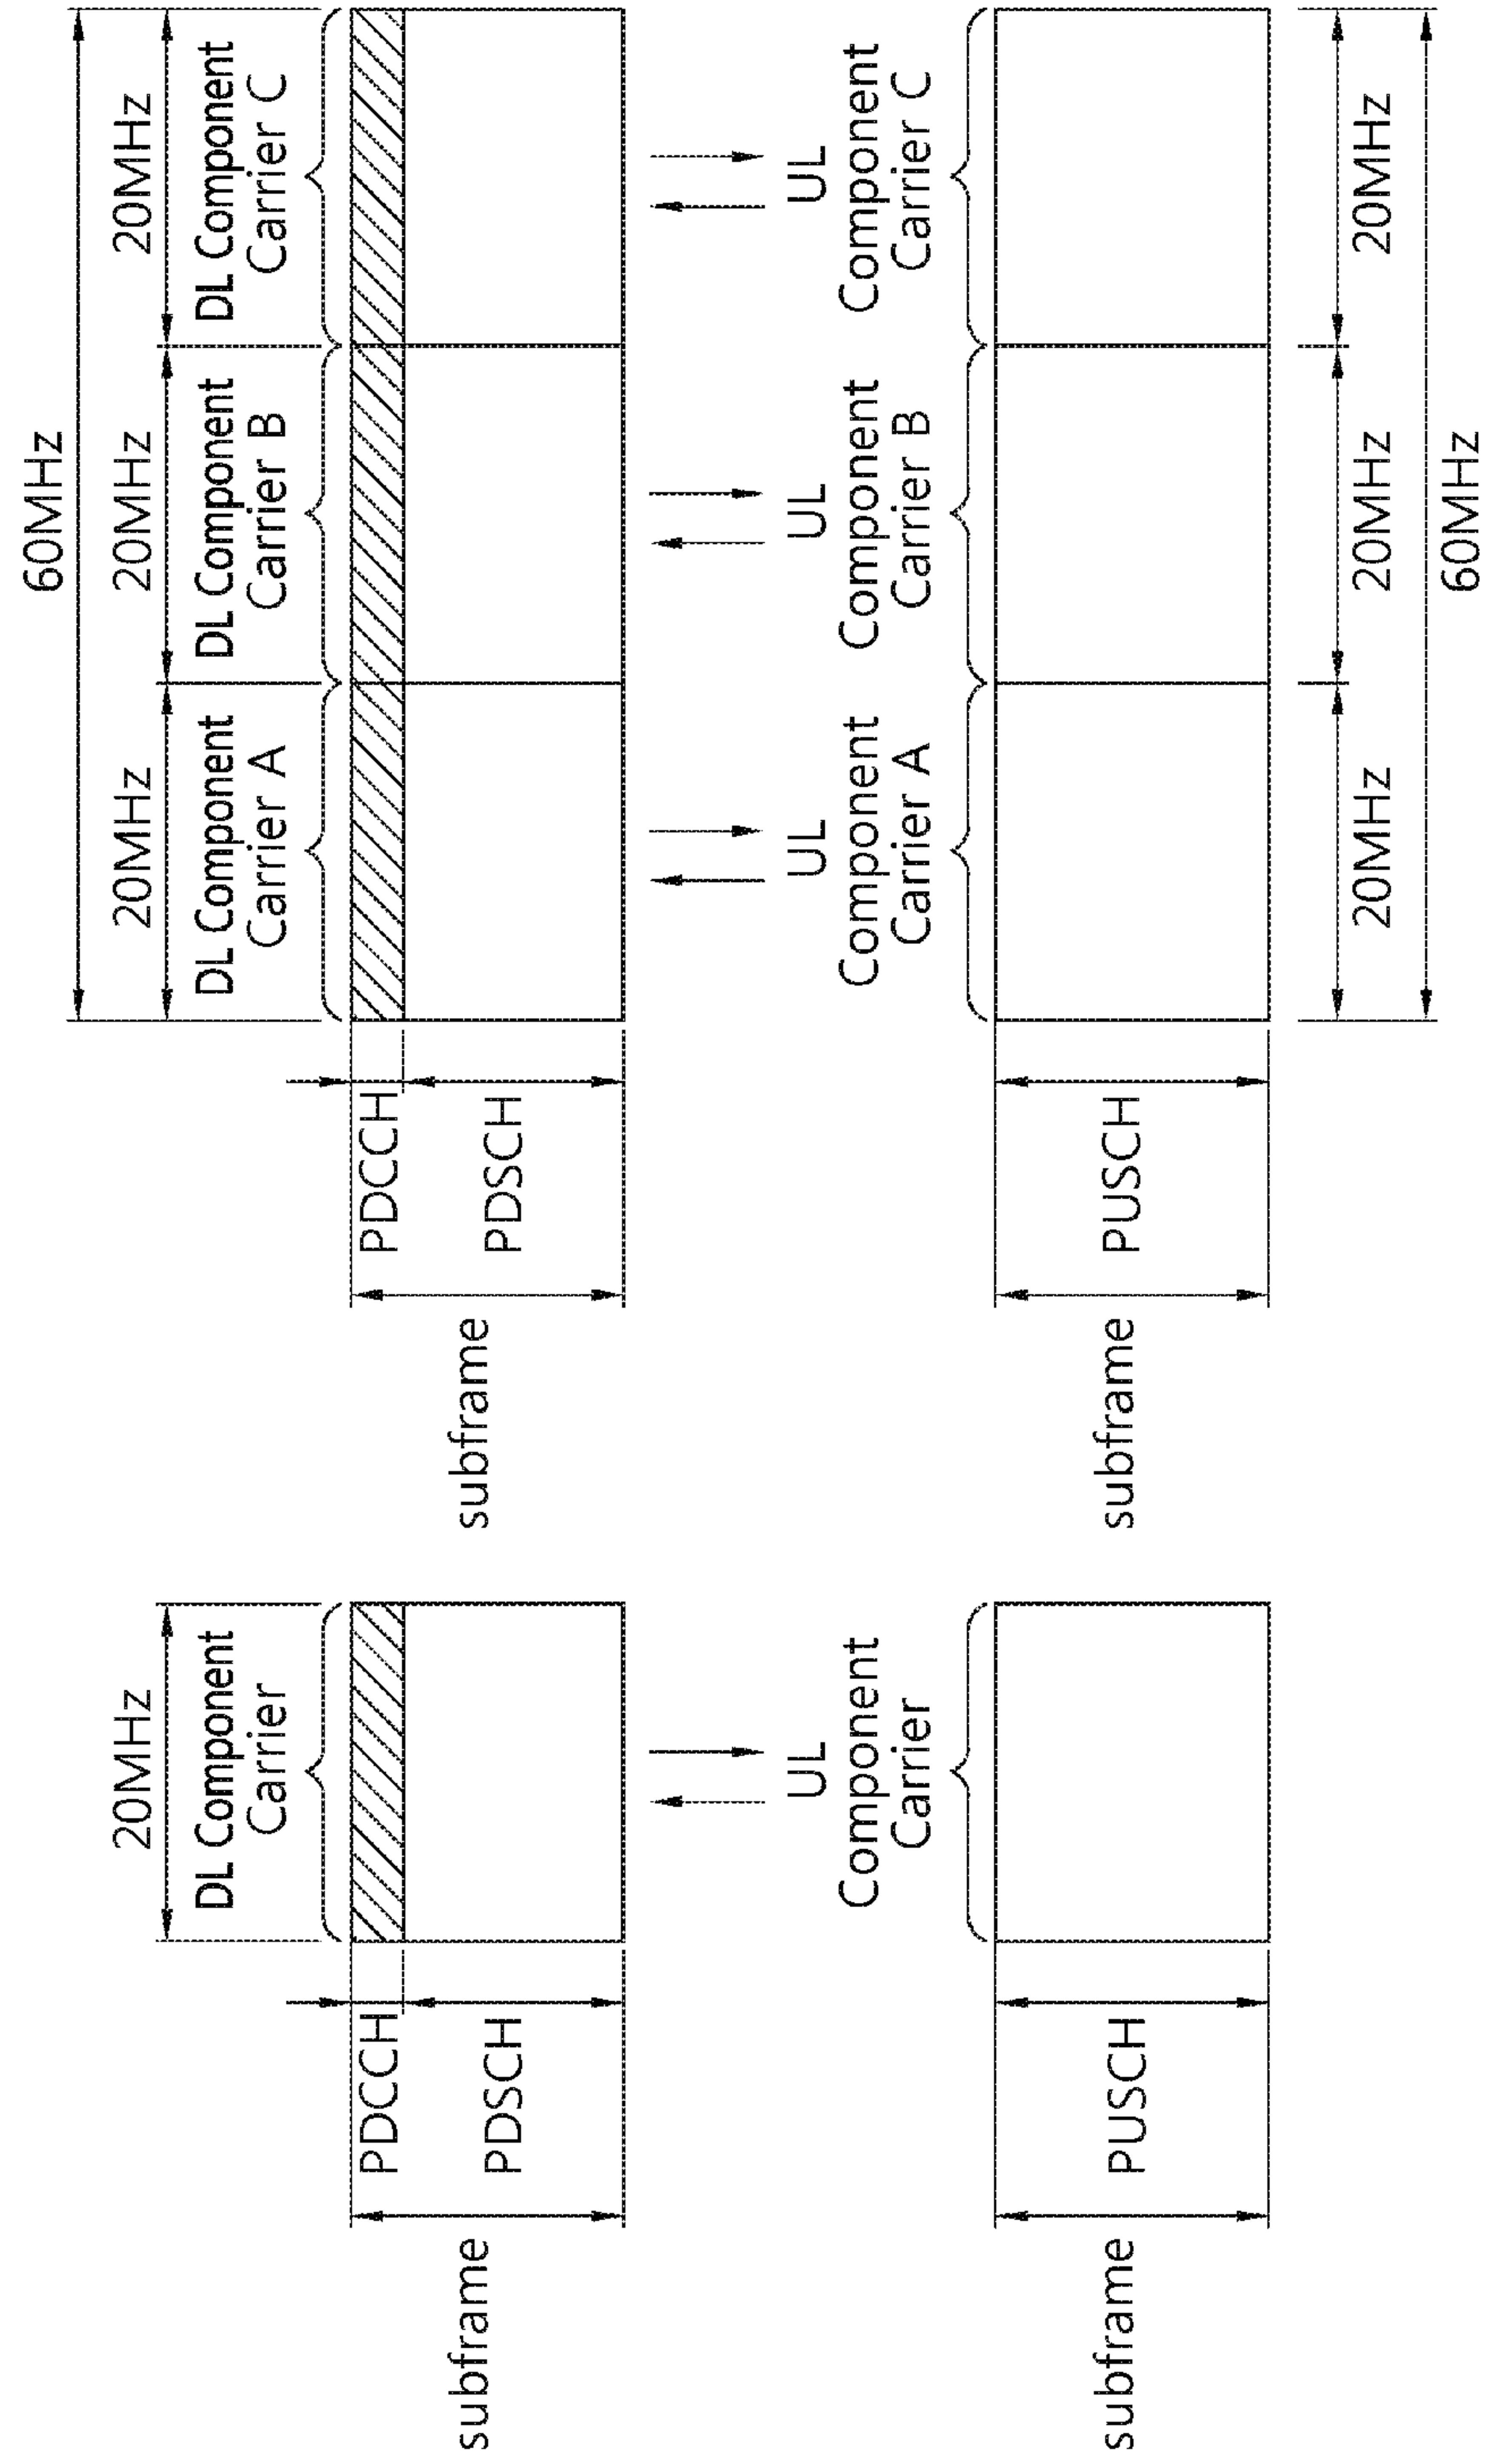 20MHz
DL Component
Carrier
PDCCH
PDSCH
subframe
UL
Component
Carrier
PUSCH
subframe
60MHz
20MHz
20MHz
20MHz
DL Component
Carrier A
DL Component
Carrier B
DL Component
Carrier C
PDCCH
PDSCH
subframe
UL
Component
Carrier A
UL
Component
Carrier B
UL
Component
Carrier C
PUSCH
subframe
20MHz
20MHz
20MHz
60MHz